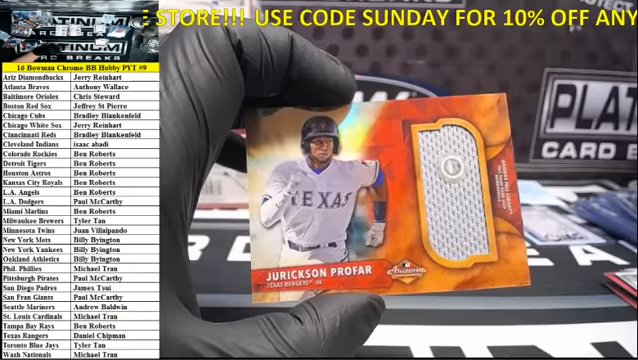 STORE!!! USE CODE SUNDAY FOR 10% OFF ANY
16 Bowman Chrome BB Hobby PYT #9
Ariz Diamondbacks Jerry Reinhart
Atlanta Braves Anthony Wallace
Baltimore Orioles Chris Steward
Boston Red Sox Jeffrey St Pierre
Chicago Cubs Bradley Blankenfeld
Chicago White Sox Jerry Reinhart
Cinncinnati Reds Bradley Blankenfeld
Cleveland Indians isaac abadi
Colorado Rockies Ben Roberts
Detroit Tigers Ben Roberts
Houston Astros Ben Roberts
Kansas City Royals Ben Roberts
L.A. Angels Ben Roberts
L.A. Dodgers Paul McCarthy
Miami Marlins Ben Roberts
Milwaukee Brewers Tyler Tan
Minnesota Twins Juan Villalpando
New York Mets Billy Byington
New York Yankees Billy Byington
Oakland Athletics Billy Byington
Phil. Phillies Michael Tran
Pittsburgh Pirates Paul McCarthy
San Diego Padres James Tsui
San Fran Giants Paul McCarthy
Seattle Mariners Andrew Baldwin
St. Louis Cardinals Michael Tran
Tampa Bay Rays Ben Roberts
Texas Rangers Daniel Chipman
Toronto Blue Jays Tyler Tan
Wash Nationals Michael Tran
PLAT
CARD B
TEXAS
JURICKSON PROFAR
TEXAS RANGERS
Arizona